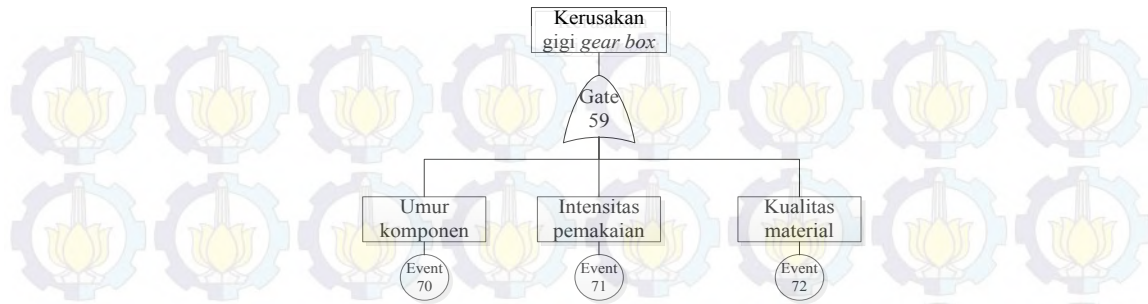 Kerusakan
gigi gear box
Gate
59
Umur
komponen
Intensitas
pemakaian
Kualitas
material
Event
70
Event
71
Event
72